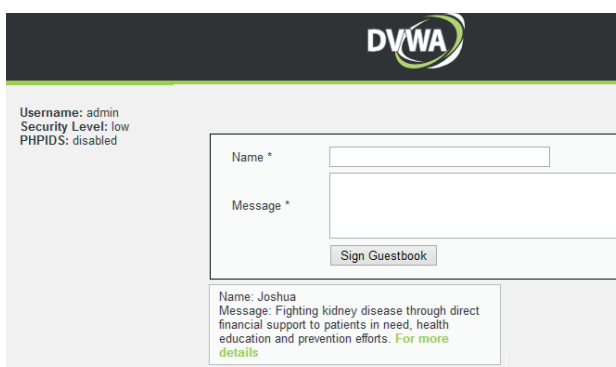 DVWA
Username: admin
Security Level: low
PHPIDS: disabled
Name *
Message *
Sign Guestbook
Name: Joshua
Message: Fighting kidney disease through direct
financial support to patients in need, health
education and prevention efforts. For more
details